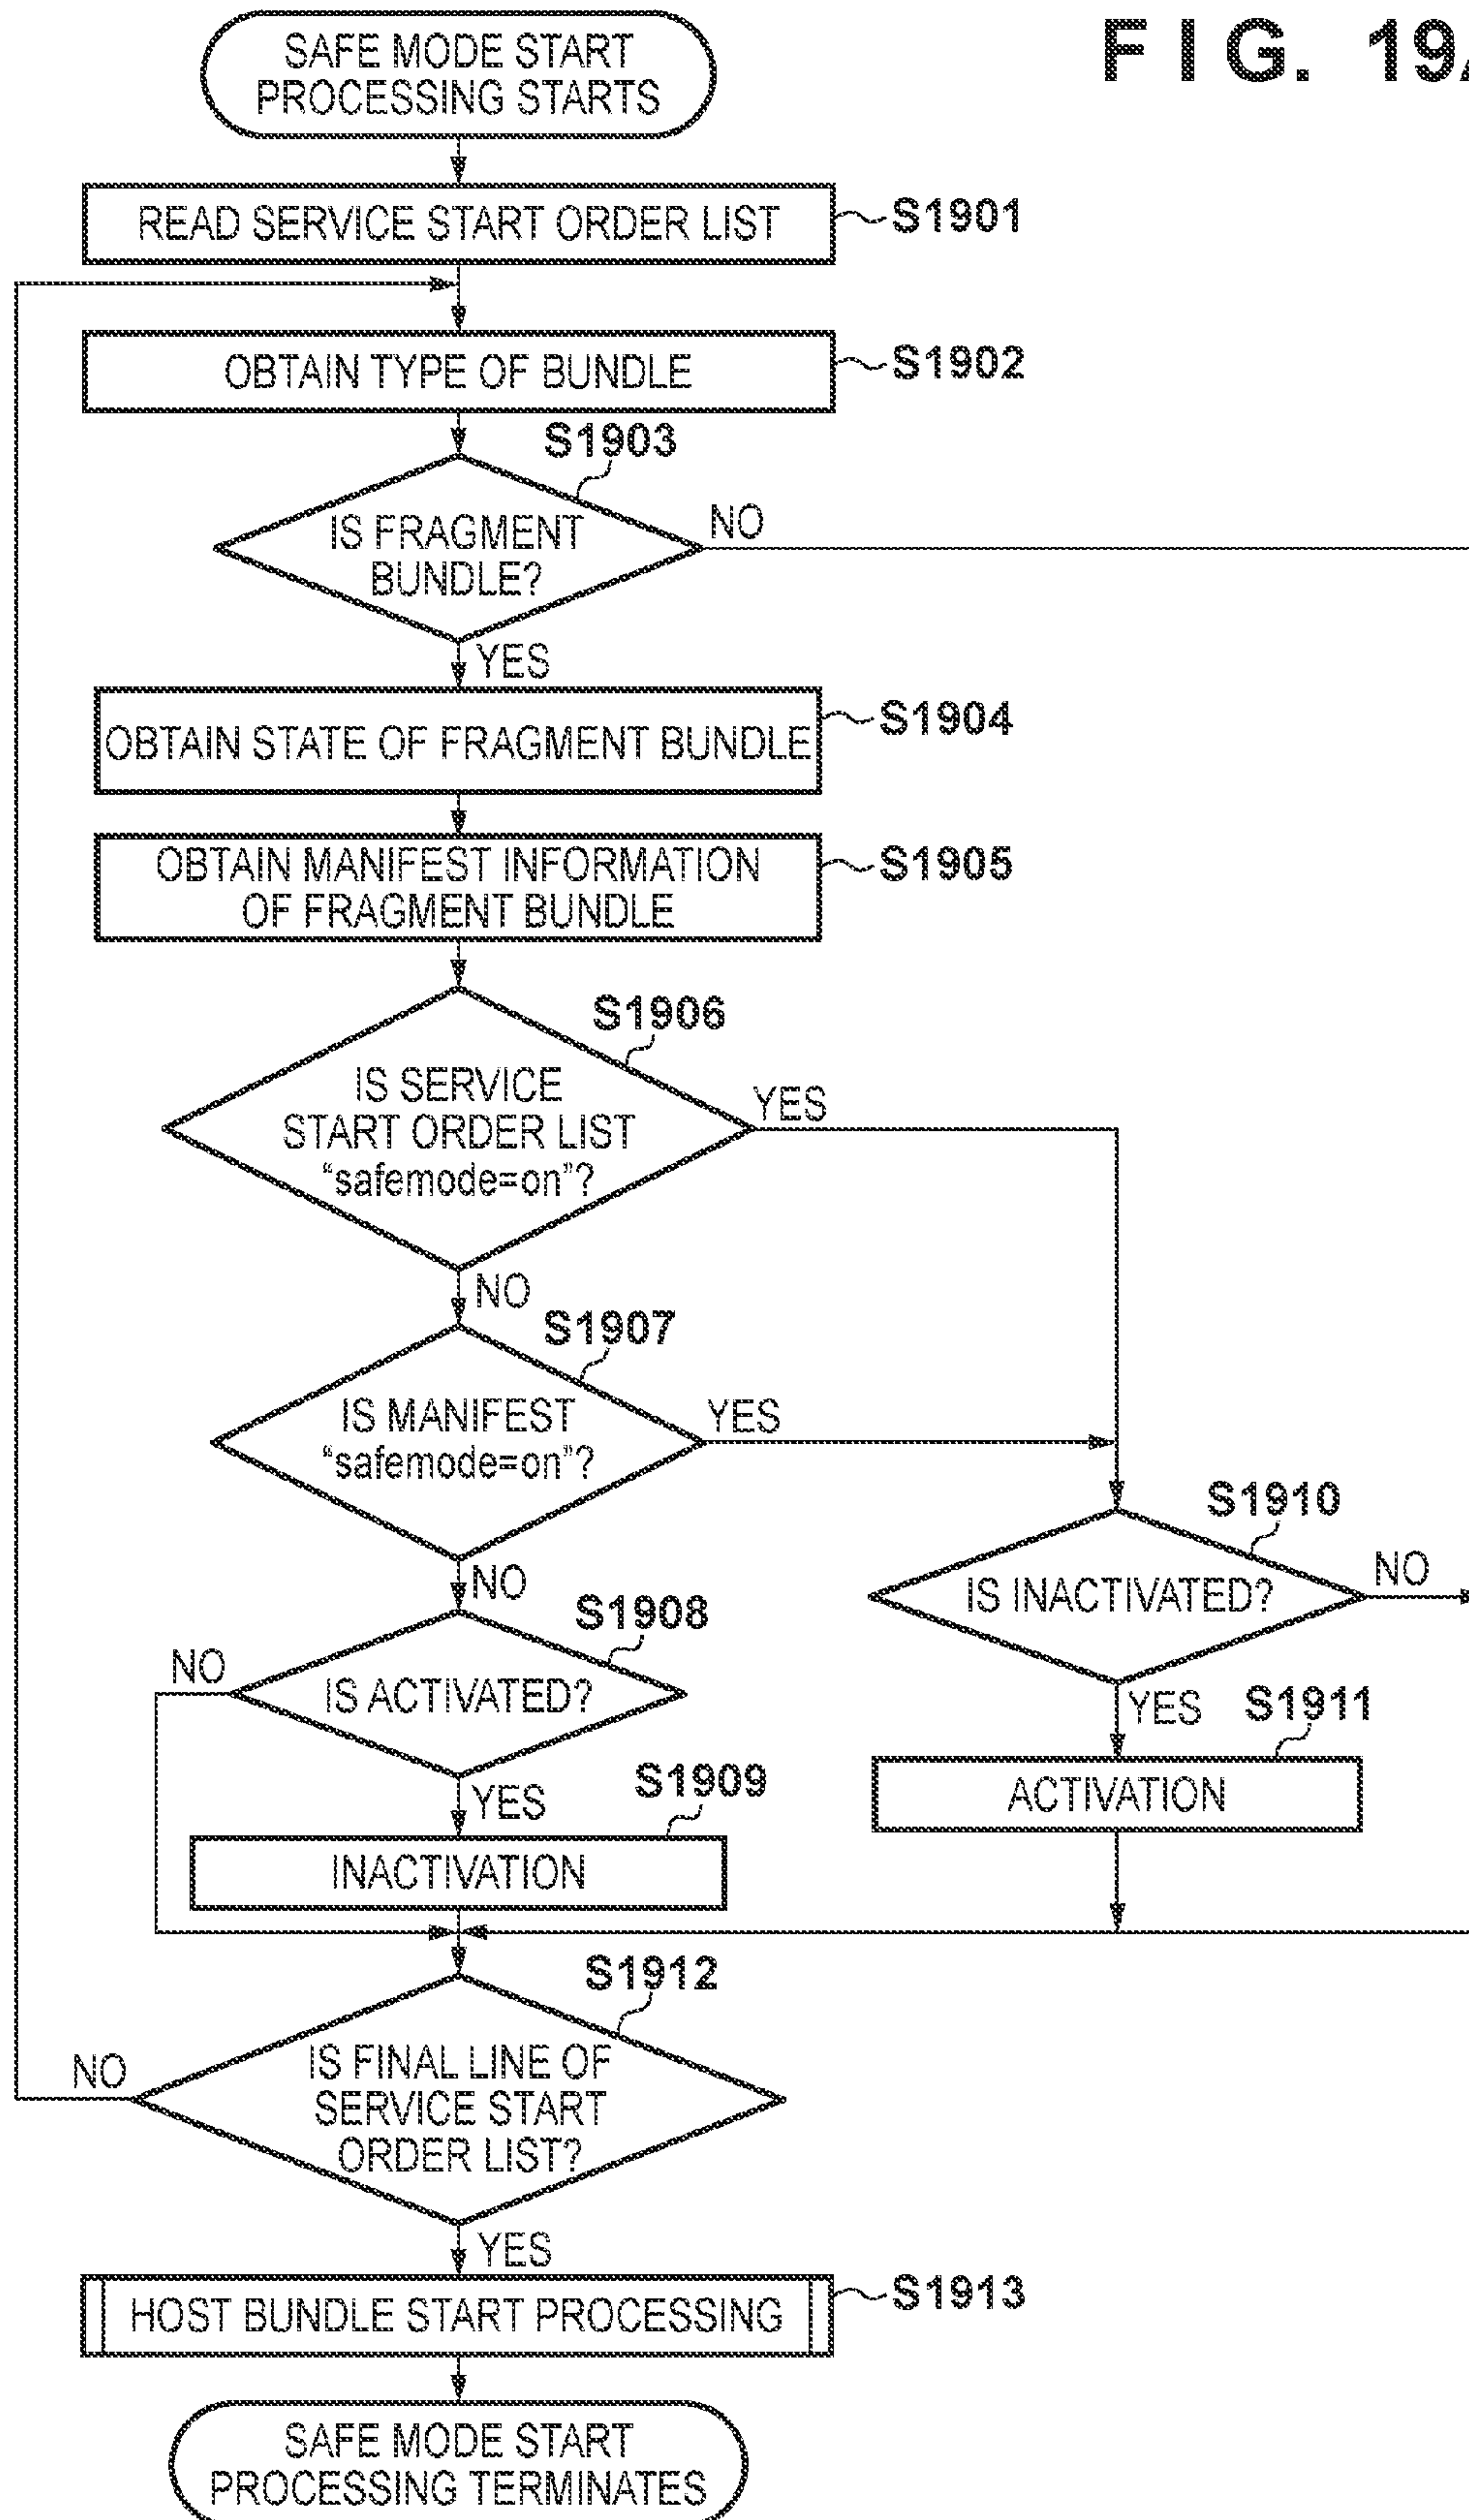 SAFE MODE START
PROCESSING STARTS
FIG. 19A
READ SERVICE START ORDER LIST
S1901
OBTAIN TYPE OF BUNDLE
S1902
S1903
IS FRAGMENT
BUNDLE?
NO
YES
OBTAIN STATE OF FRAGMENT BUNDLE
S1904
OBTAIN MANIFEST INFORMATION
OF FRAGMENT BUNDLE
S1905
S1906
IS SERVICE
START ORDER LIST
“safemode=on”?
YES
NO
S1907
IS MANIFEST
“safemode=on”?
YES
NO
S1910
IS INACTIVATED?
NO
S1908
IS ACTIVATED?
NO
YES
S1911
ACTIVATION
YES
S1909
INACTIVATION
S1912
IS FINAL LINE OF
SERVICE START
ORDER LIST?
NO
YES
HOST BUNDLE START PROCESSING
S1913
SAFE MODE START
PROCESSING TERMINATES